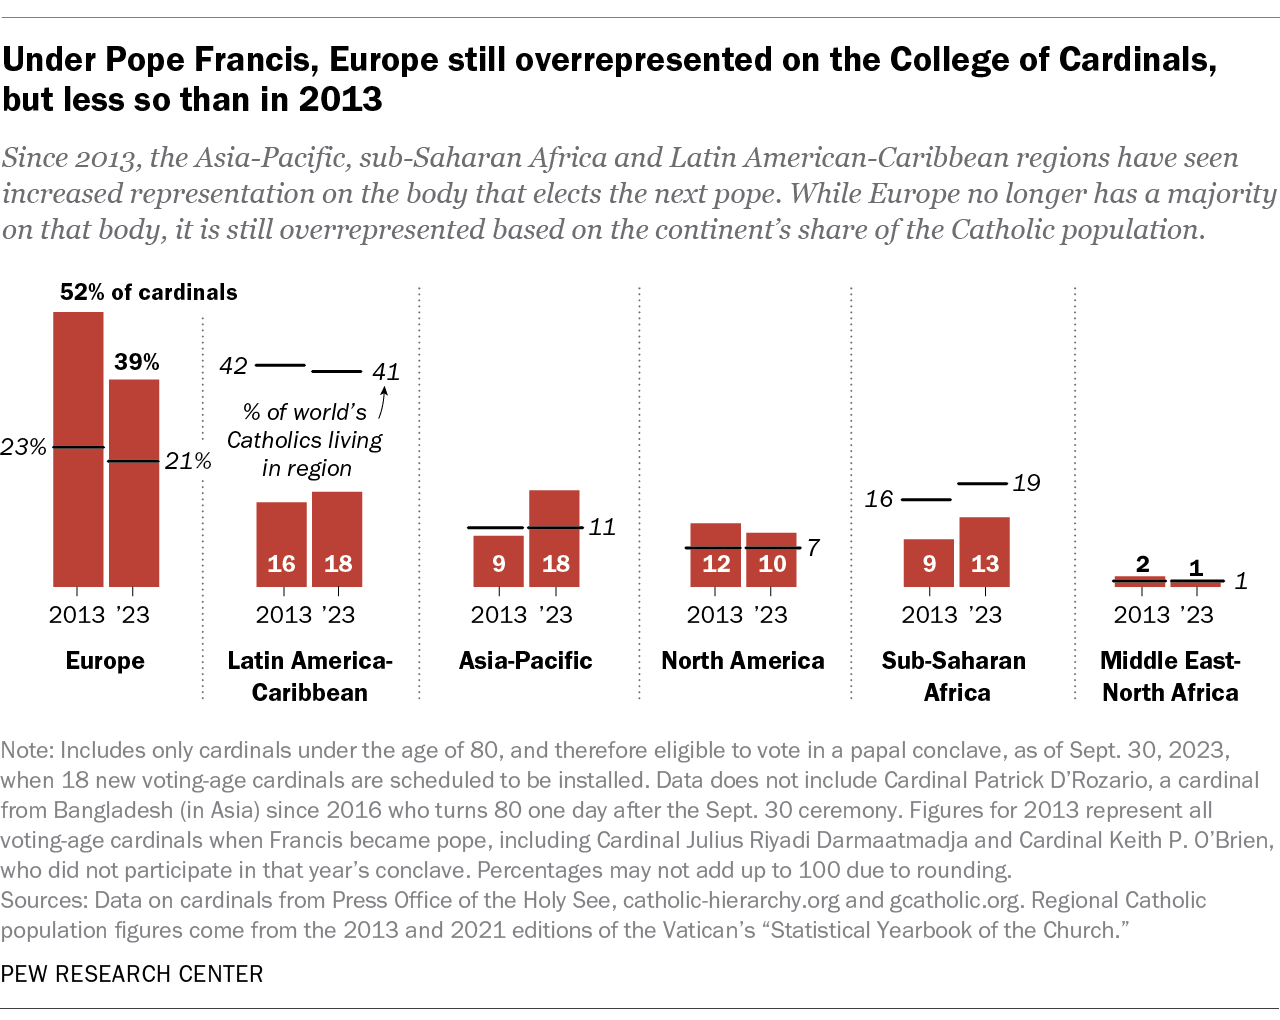 Under Pope Francis, Europe still overrepresented on the College of Cardinals,
but less so than in 2013
Since 2013, the Asia-Pacific, sub-Saharan Africa and Latin American-Caribbean regions have seen
increased representation on the body that elects the next pope. While Europe no longer has a majority
on that body, it is still overrepresented based on the continent’s share of the Catholic population.
52% of cardinals
39%
23%
21%
2013 ’23
Europe
42
41
% of world’s
Catholics living
in region
16 18
2013 ’23
Latin America-
Caribbean
11
9 18
2013 ’23
Asia-Pacific
7
12 10
2013 ’23
North America
16
19
9 13
2013 ’23
Sub-Saharan
Africa
2 1
1
2013 ’23
Middle East-
North Africa
Note: Includes only cardinals under the age of 80, and therefore eligible to vote in a papal conclave, as of Sept. 30, 2023,
when 18 new voting-age cardinals are scheduled to be installed. Data does not include Cardinal Patrick D’Rozario, a cardinal
from Bangladesh (in Asia) since 2016 who turns 80 one day after the Sept. 30 ceremony. Figures for 2013 represent all
voting-age cardinals when Francis became pope, including Cardinal Julius Riyadi Darmaatmadja and Cardinal Keith P. O’Brien,
who did not participate in that year’s conclave. Percentages may not add up to 100 due to rounding.
Sources: Data on cardinals from Press Office of the Holy See, catholic-hierarchy.org and gcatholic.org. Regional Catholic
population figures come from the 2013 and 2021 editions of the Vatican’s “Statistical Yearbook of the Church.”
PEW RESEARCH CENTER